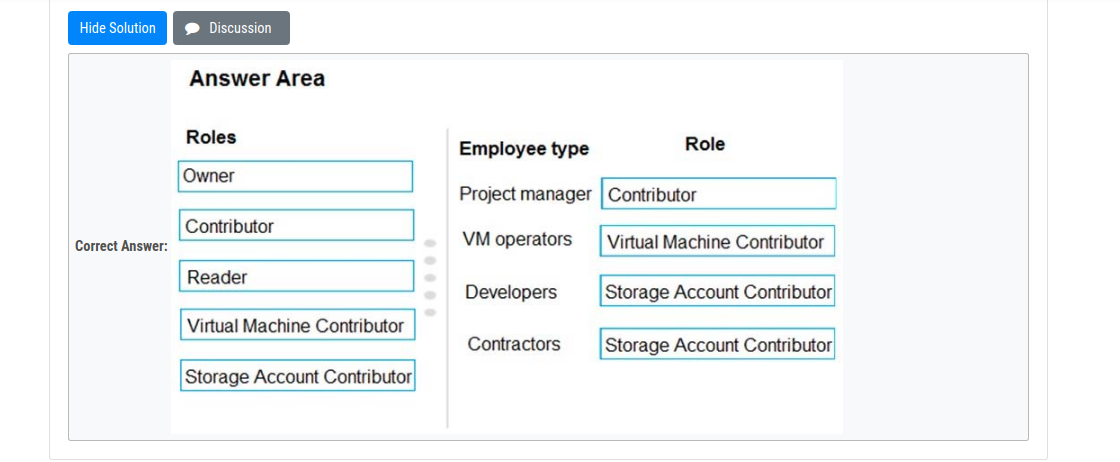 Hide Solution
Discussion
Answer Area
Correct Answer:
Roles
Owner
Contributor
Reader
Virtual Machine Contributor
Storage Account Contributor
Employee type Role
Project manager Contributor
VM operators Virtual Machine Contributor
Developers Storage Account Contributor
Contractors Storage Account Contributor